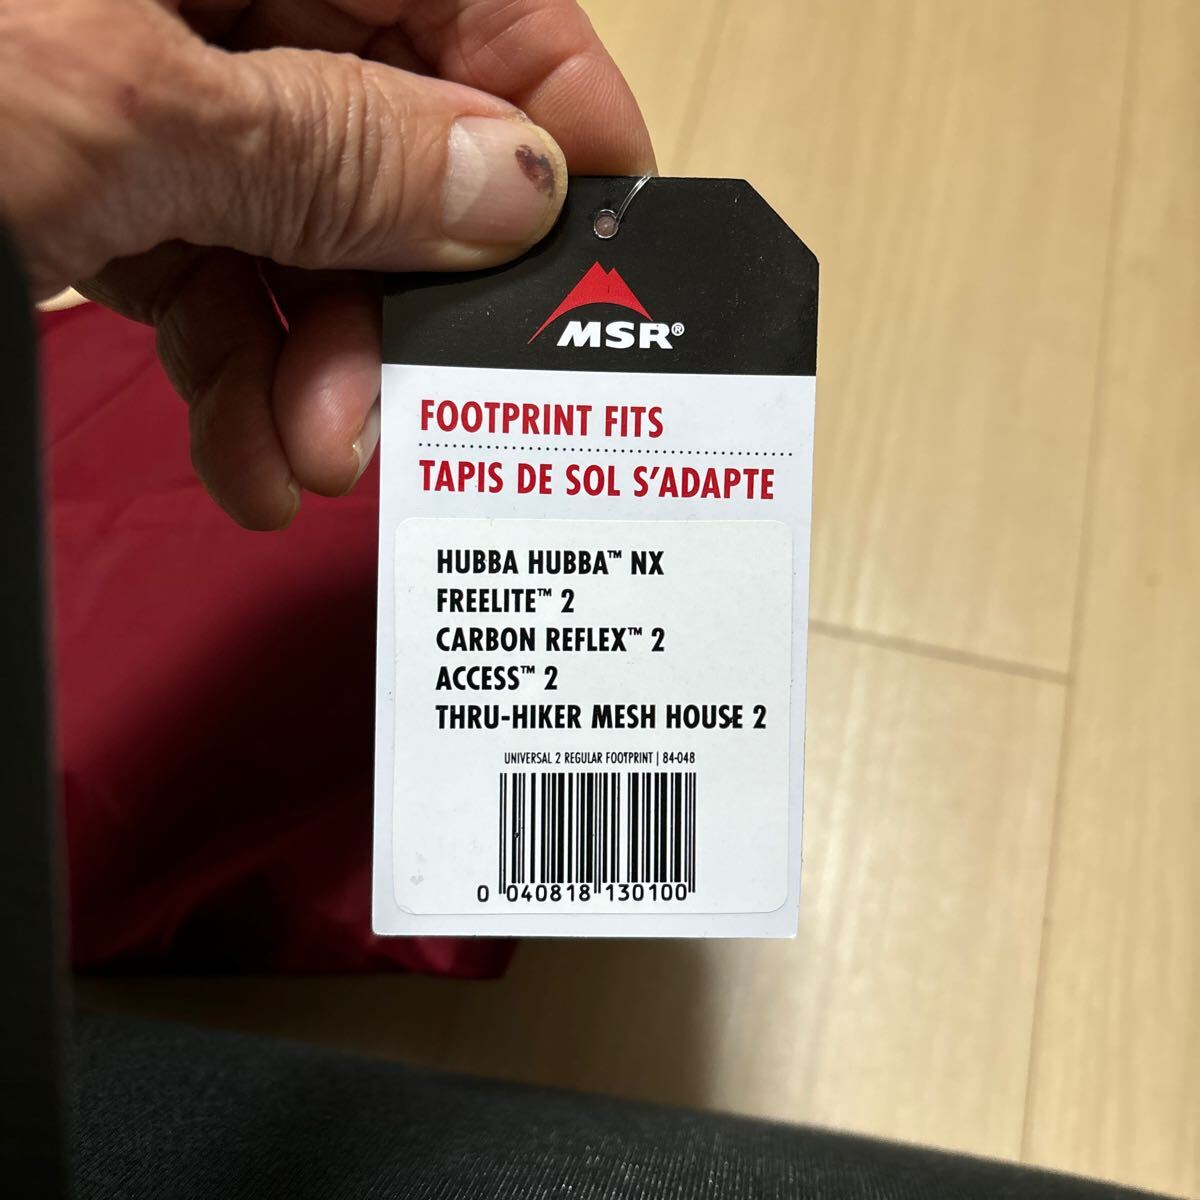 MSR®
FOOTPRINT FITS
TAPIS DE SOL S'ADAPTE
HUBBA HUBBA™ NX
FREELITE™ 2
CARBON REFLEX™ 2
ACCESS™ 2
THRU-HIKER MESH HOUSE 2
UNIVERSAL 2 REGULAR FOOTPRINT | 84-048
0 040818 130100